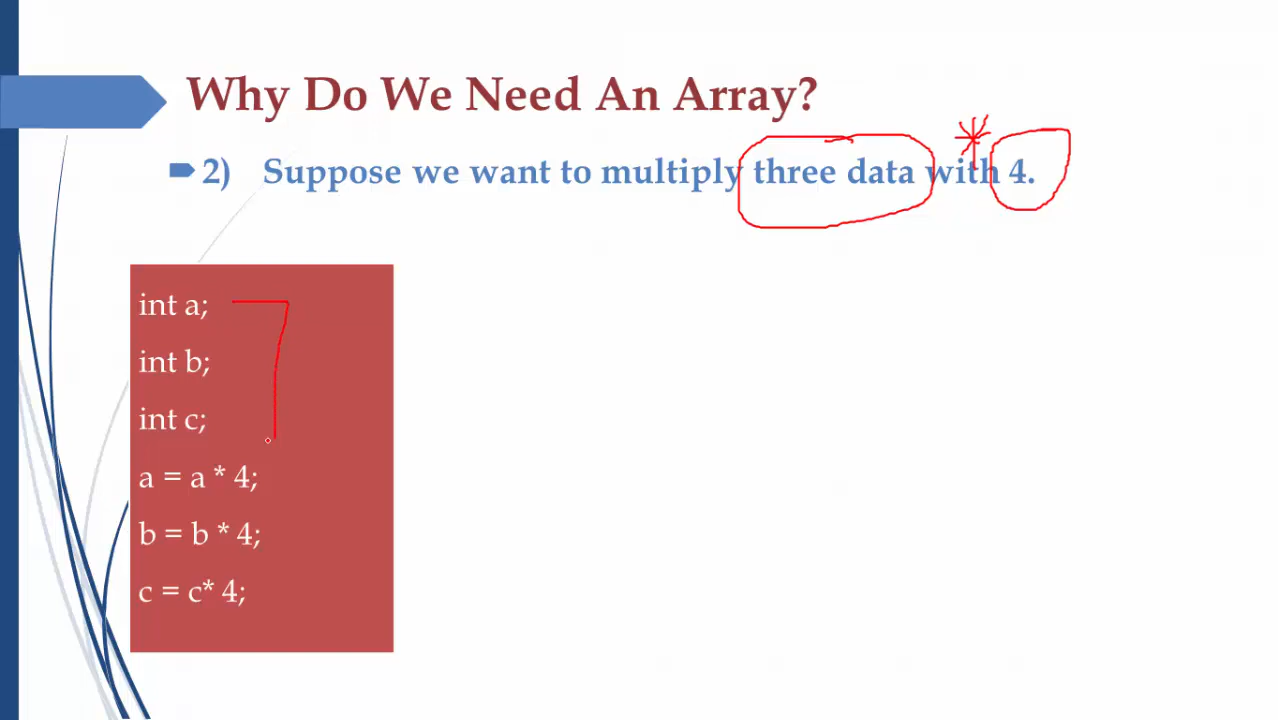 Why Do We Need An Array?
2) Suppose we want to multiply three data with 4.
*
int a;
int b;
int c;
a = a * 4;
b = b * 4;
c = c* 4;